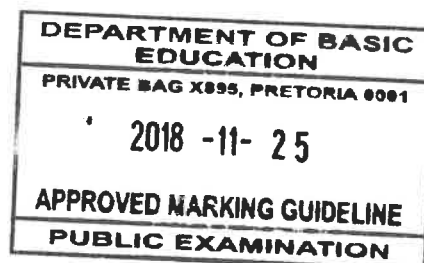 DEPARTMENT OF BASIC
EDUCATION
PRIVATE BAG X895, PRETORIA 0001
2018 -11- 25
APPROVED MARKING GUIDELINE
PUBLIC EXAMINATION